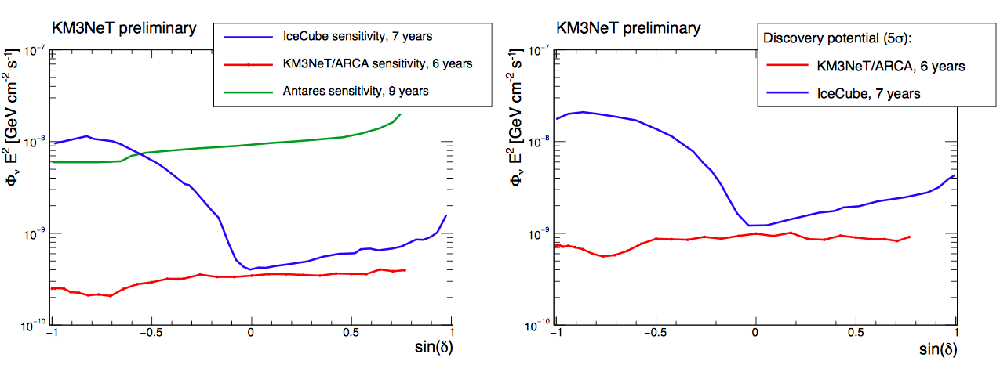 KM3NeT preliminary
IceCube sensitivity, 7 years
KM3NeT/ARCA sensitivity, 6 years
Antares sensitivity, 9 years
Φν E² [GeV cm⁻² s⁻¹]
10⁻⁷
10⁻⁸
10⁻⁹
10⁻¹⁰
−1 −0.5 0 0.5 1
sin(δ)
KM3NeT preliminary
Discovery potential (5σ):
KM3NeT/ARCA, 6 years
IceCube, 7 years
Φν E² [GeV cm⁻² s⁻¹]
10⁻⁷
10⁻⁸
10⁻⁹
10⁻¹⁰
−1 −0.5 0 0.5 1
sin(δ)